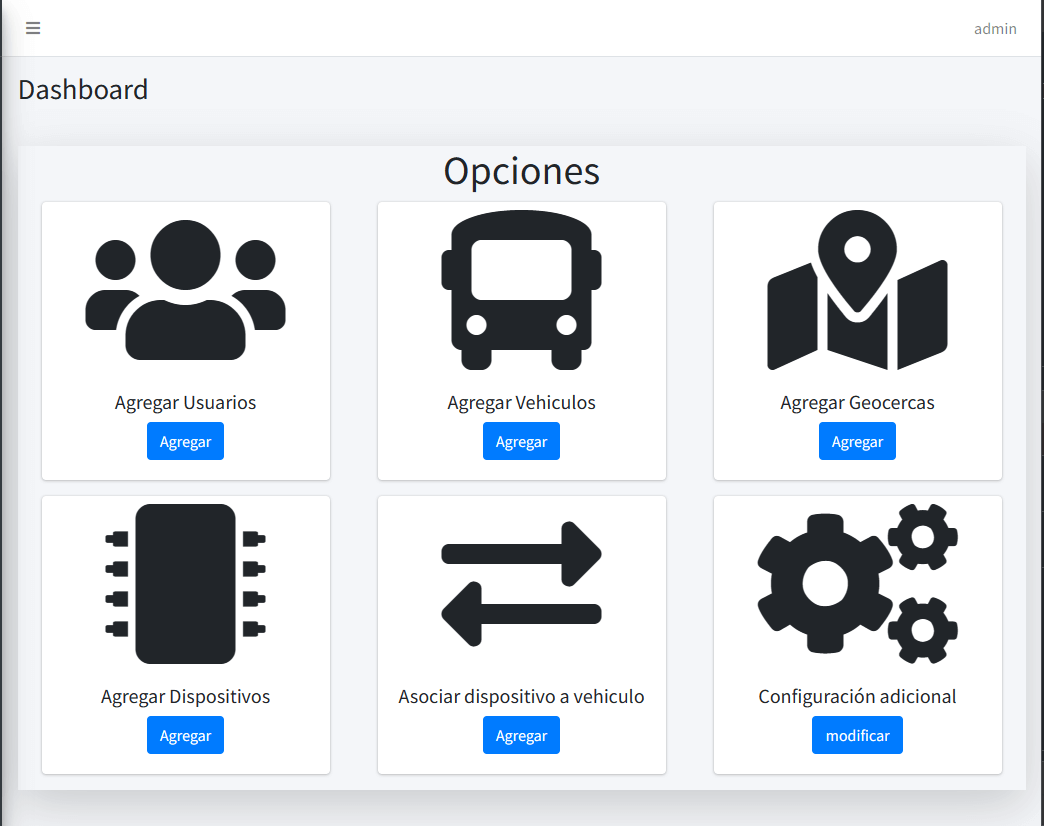 admin
Dashboard
Opciones
Agregar Usuarios
Agregar
Agregar Vehiculos
Agregar
Agregar Geocercas
Agregar
Agregar Dispositivos
Agregar
Asociar dispositivo a vehiculo
Agregar
Configuración adicional
modificar